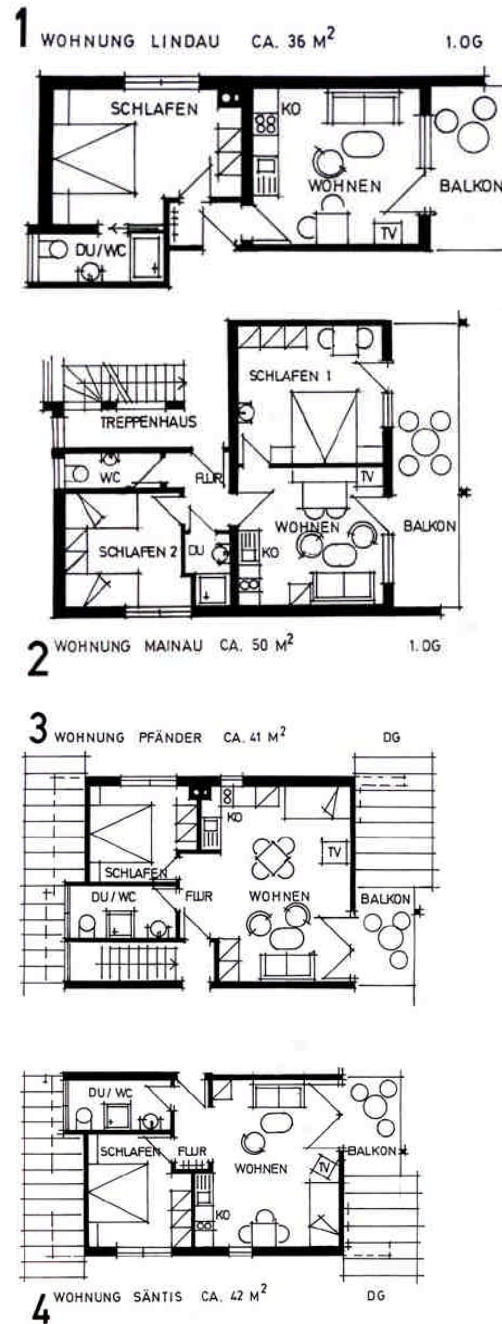 1 WOHNUNG LINDAU CA. 36 M² 1.OG
SCHLAFEN
KO
WOHNEN
BALKON
DU/WC
TV
SCHLAFEN 1
TREPPENHAUS
WC
FLUR
TV
WOHNEN
BALKON
SCHLAFEN 2
DU
KO
2 WOHNUNG MAINAU CA. 50 M² 1.OG
3 WOHNUNG PFÄNDER CA. 41 M² DG
KO
TV
SCHLAFEN
DU/WC
FLUR
WOHNEN
BALKON
DU/WC
SCHLAFEN
FLUR
WOHNEN
TV
BALKON
KO
4 WOHNUNG SÄNTIS CA. 42 M² DG